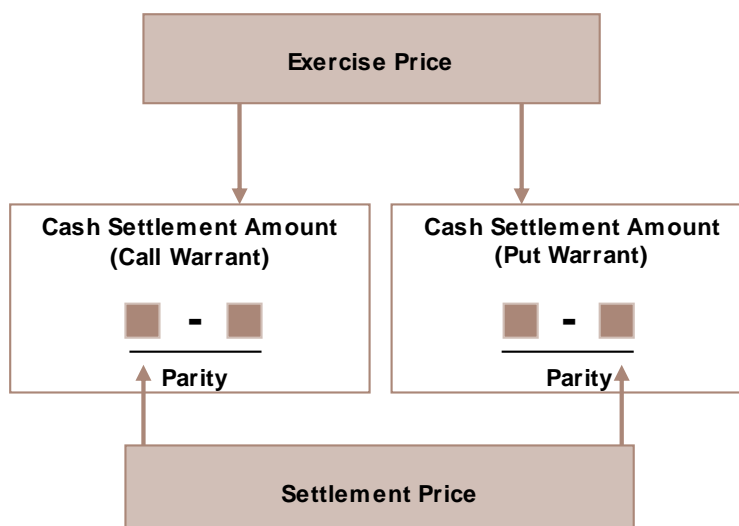 Exercise Price
Cash Settlement Amount
(Call Warrant)
-
Parity
Cash Settlement Amount
(Put Warrant)
-
Parity
Settlement Price